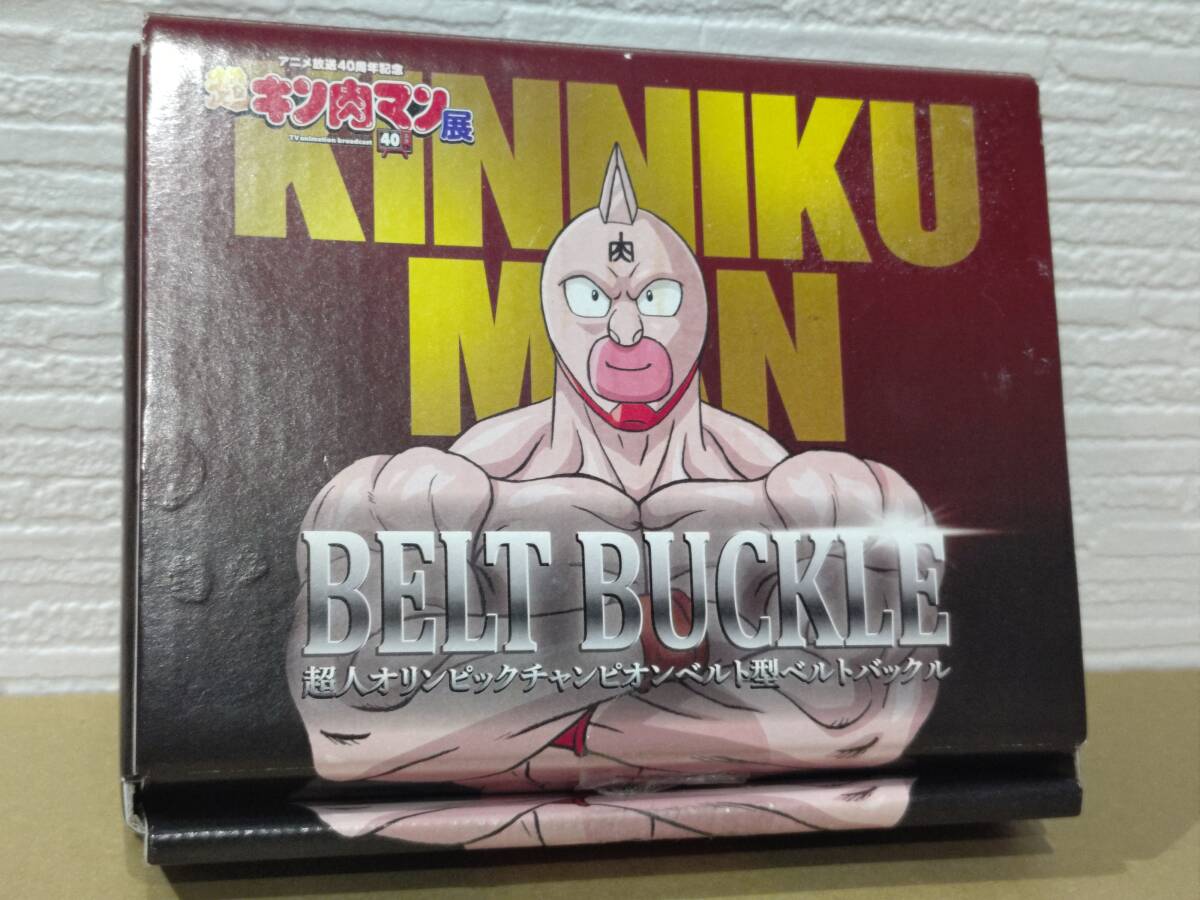 アニメ放送40周年記念
超キン肉マン展
TV animation broadcast 40
KINNIKU
MAN
肉
BELT BUCKLE
超人オリンピックチャンピオンベルト型ベルトバックル